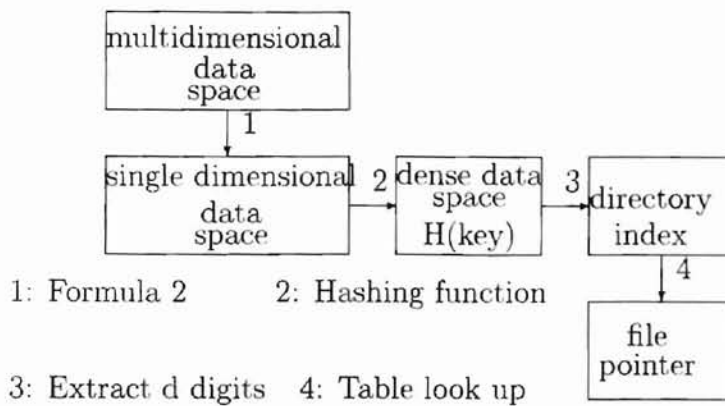 multidimensional
data
space
1
single dimensional
data
space
2
dense data
space
H(key)
3
directory
index
4
file
pointer
1: Formula 2 2: Hashing function
3: Extract d digits 4: Table look up